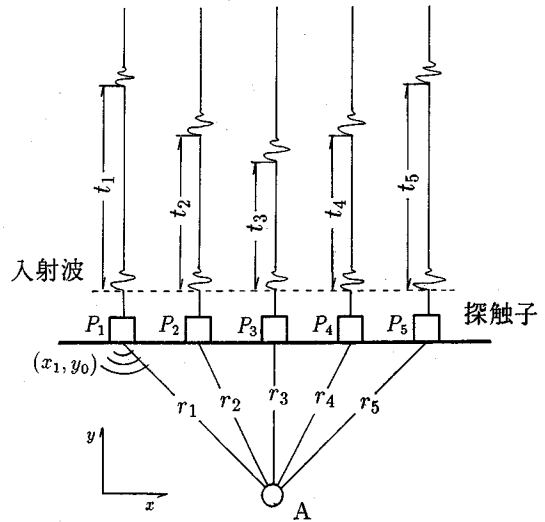 t₁
t₂
t₃
t₄
t₅
入射波
探触子
P₁
P₂
P₃
P₄
P₅
(x₁, y₀)
r₁
r₂
r₃
r₄
r₅
y
x
A